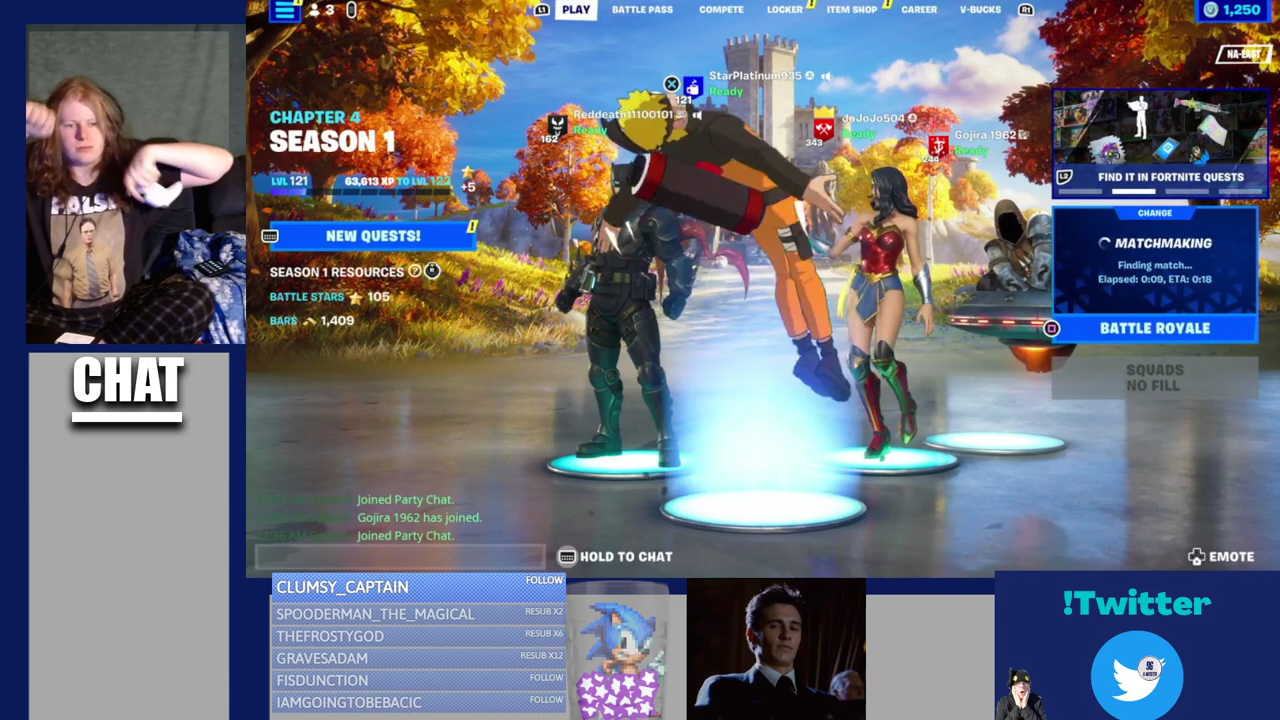 3
PLAY
BATTLE PASS
COMPETE
LOCKER
ITEM SHOP
CAREER
V-BUCKS
1,250
NA-EAST
StarPlatinum935
Ready
121
Reddeath11100101
Ready
162
JoJoJo504
Ready
343
Gojira 1962
Ready
244
CHAPTER 4
SEASON 1
LVL 121
63,613 XP TO LVL 122
+5
NEW QUESTS!
SEASON 1 RESOURCES
BATTLE STARS 105
BARS 1,409
L2
FIND IT IN FORTNITE QUESTS
CHANGE
MATCHMAKING
Finding match...
Elapsed: 0:09, ETA: 0:18
BATTLE ROYALE
SQUADS
NO FILL
FALSE
CHAT
Joined Party Chat.
Gojira 1962 has joined.
Joined Party Chat.
HOLD TO CHAT
EMOTE
CLUMSY_CAPTAIN FOLLOW
SPOODERMAN_THE_MAGICAL RESUB X2
THEFROSTYGOD RESUB X6
GRAVESADAM RESUB X12
FISDUNCTION FOLLOW
IAMGOINGTOBEBACIC FOLLOW
!Twitter